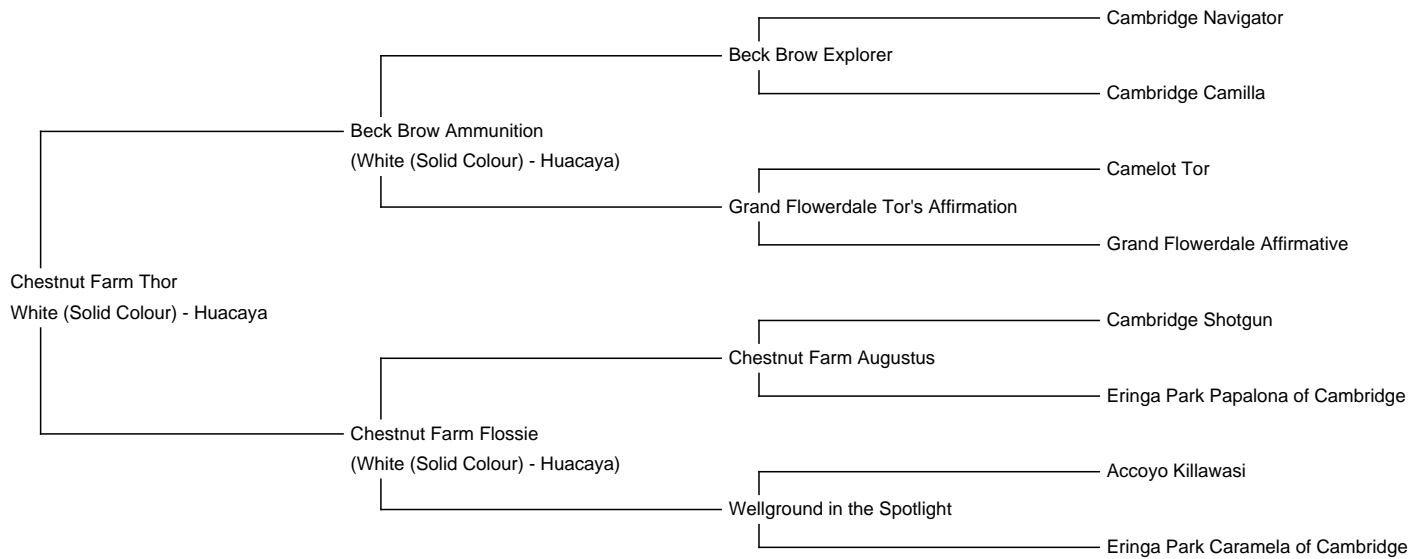 Cambridge Navigator
Beck Brow Explorer
Cambridge Camilla
Beck Brow Ammunition
(White (Solid Colour) - Huacaya)
Camelot Tor
Grand Flowerdale Tor's Affirmation
Grand Flowerdale Affirmative
Chestnut Farm Thor
White (Solid Colour) - Huacaya
Cambridge Shotgun
Chestnut Farm Augustus
Eringa Park Papalona of Cambridge
Chestnut Farm Flossie
(White (Solid Colour) - Huacaya)
Accoyo Killawasi
Wellground in the Spotlight
Eringa Park Caramela of Cambridge